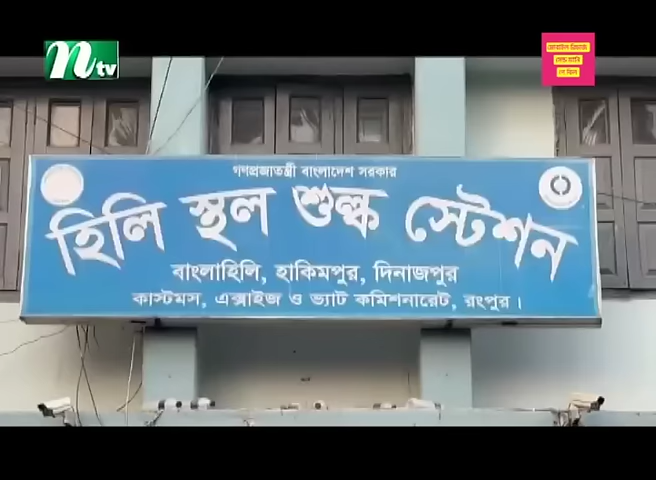 ntv
গণপ্রজাতন্ত্রী বাংলাদেশ সরকার
হিলি স্থল শুল্ক স্টেশন
বাংলাহিলি, হাকিমপুর, দিনাজপুর
কাস্টমস, এক্সাইজ ও ভ্যাট কমিশনারেট, রংপুর।